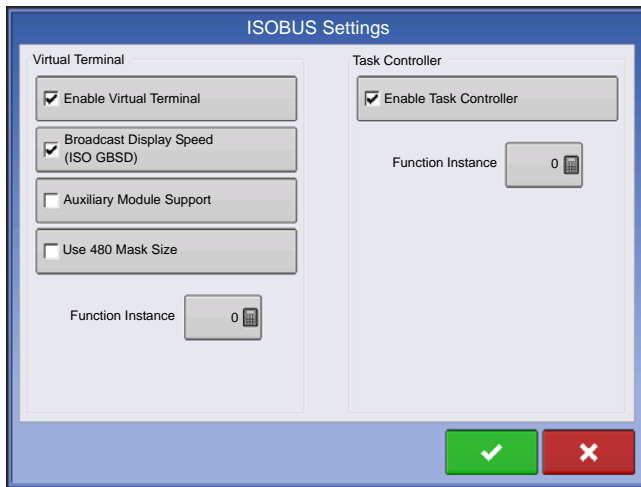 ISOBUS Settings
Virtual Terminal
Enable Virtual Terminal
Broadcast Display Speed
(ISO GBSD)
Auxiliary Module Support
Use 480 Mask Size
Function Instance
0
Task Controller
Enable Task Controller
Function Instance
0